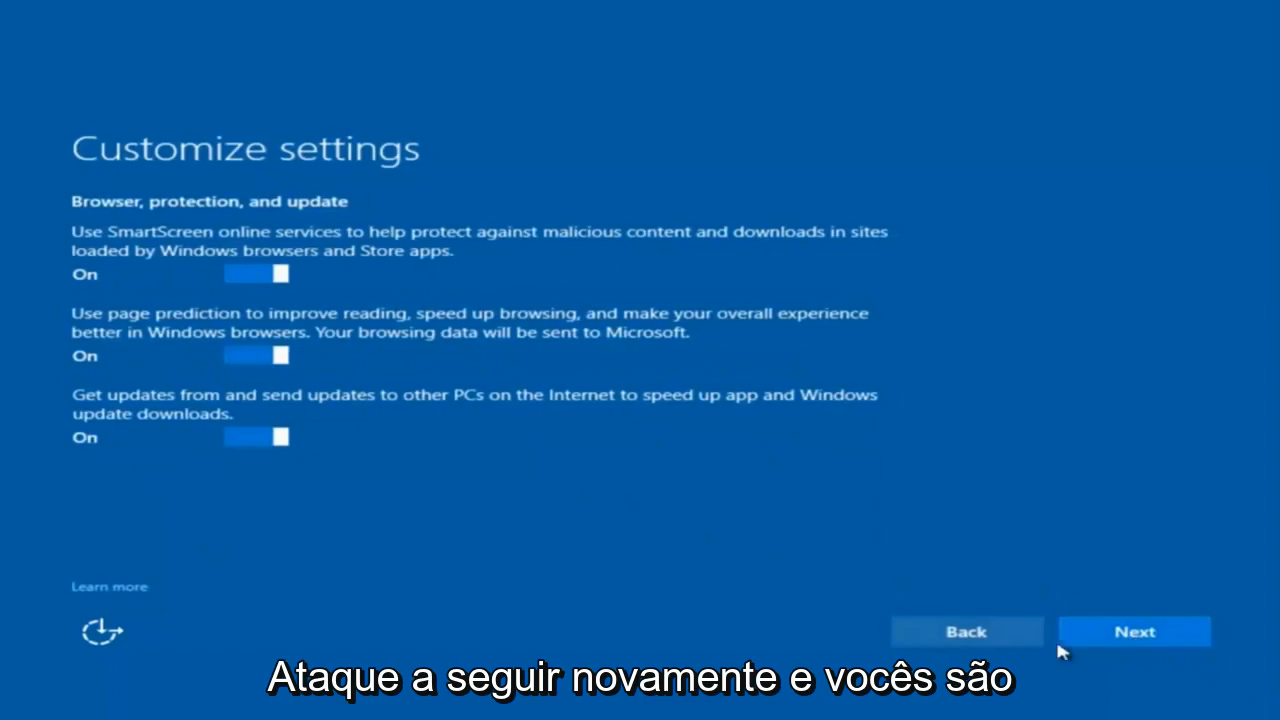 Customize settings
Browser, protection, and update
Use SmartScreen online services to help protect against malicious content and downloads in sites
loaded by Windows browsers and Store apps.
On
Use page prediction to improve reading, speed up browsing, and make your overall experience
better in Windows browsers. Your browsing data will be sent to Microsoft.
On
Get updates from and send updates to other PCs on the Internet to speed up app and Windows
update downloads.
On
Learn more
Back
Next
Ataque a seguir novamente e vocês são